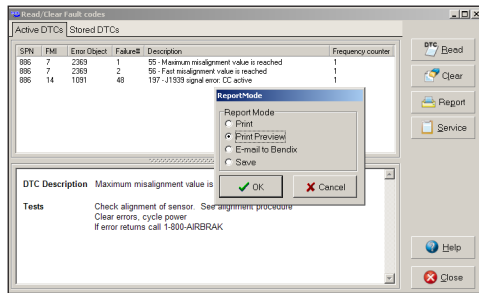 Read/Clear Fault codes
Active DTCs Stored DTCs
SPN FMI Error Object Failure# Description Frequency counter
886 7 2369 1 55 - Maximum misalignment value is reached 1
886 7 2369 2 56 - Fast misalignment value is reached 1
886 14 1091 48 197 - J1939 signal error: CC active 1
DTC Read
Clear
Report
Service
ReportMode
Report Mode
Print
Print Preview
E-mail to Bendix
Save
OK Cancel
DTC Description Maximum misalignment value is
Tests Check alignment of sensor. See alignment procedure
Clear errors, cycle power
If error returns call 1-800-AIRBRAK
Help
Close